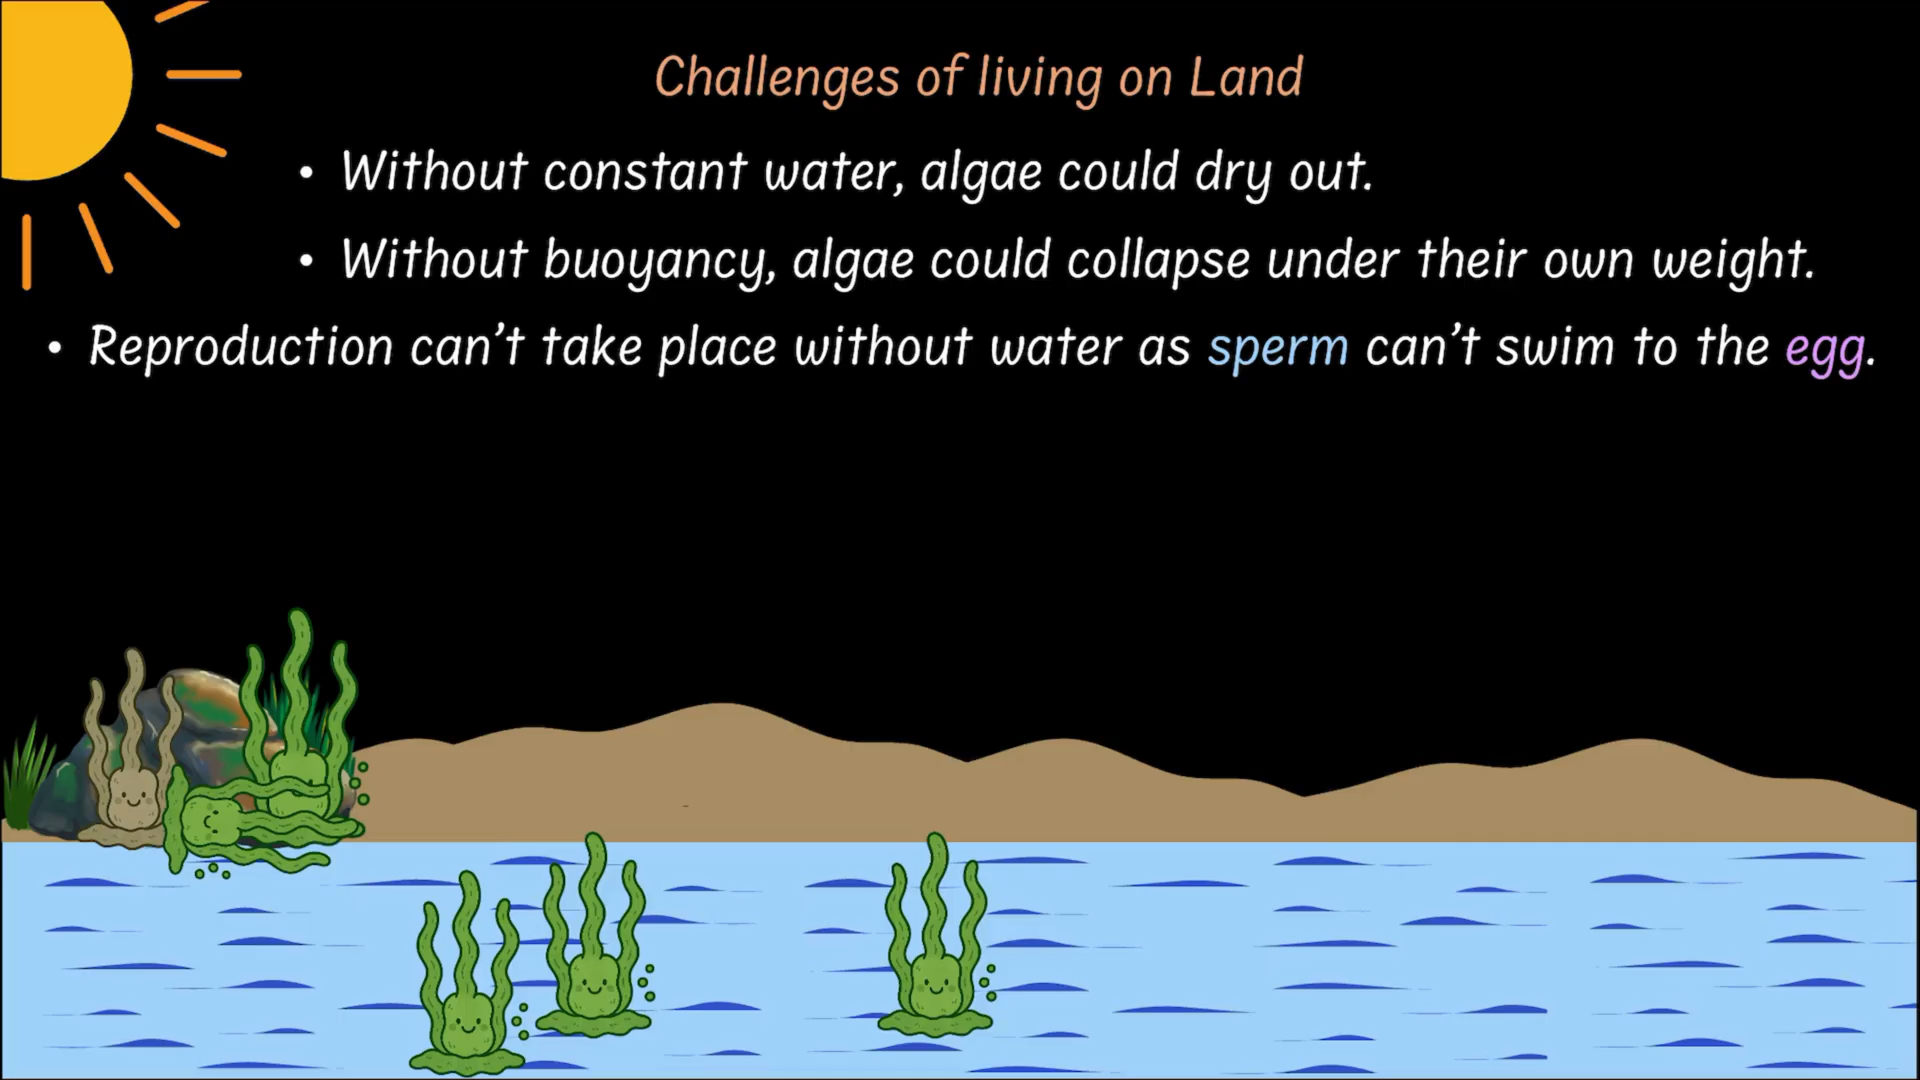 Challenges of living on Land
• Without constant water, algae could dry out.
• Without buoyancy, algae could collapse under their own weight.
• Reproduction can't take place without water as sperm can't swim to the egg.